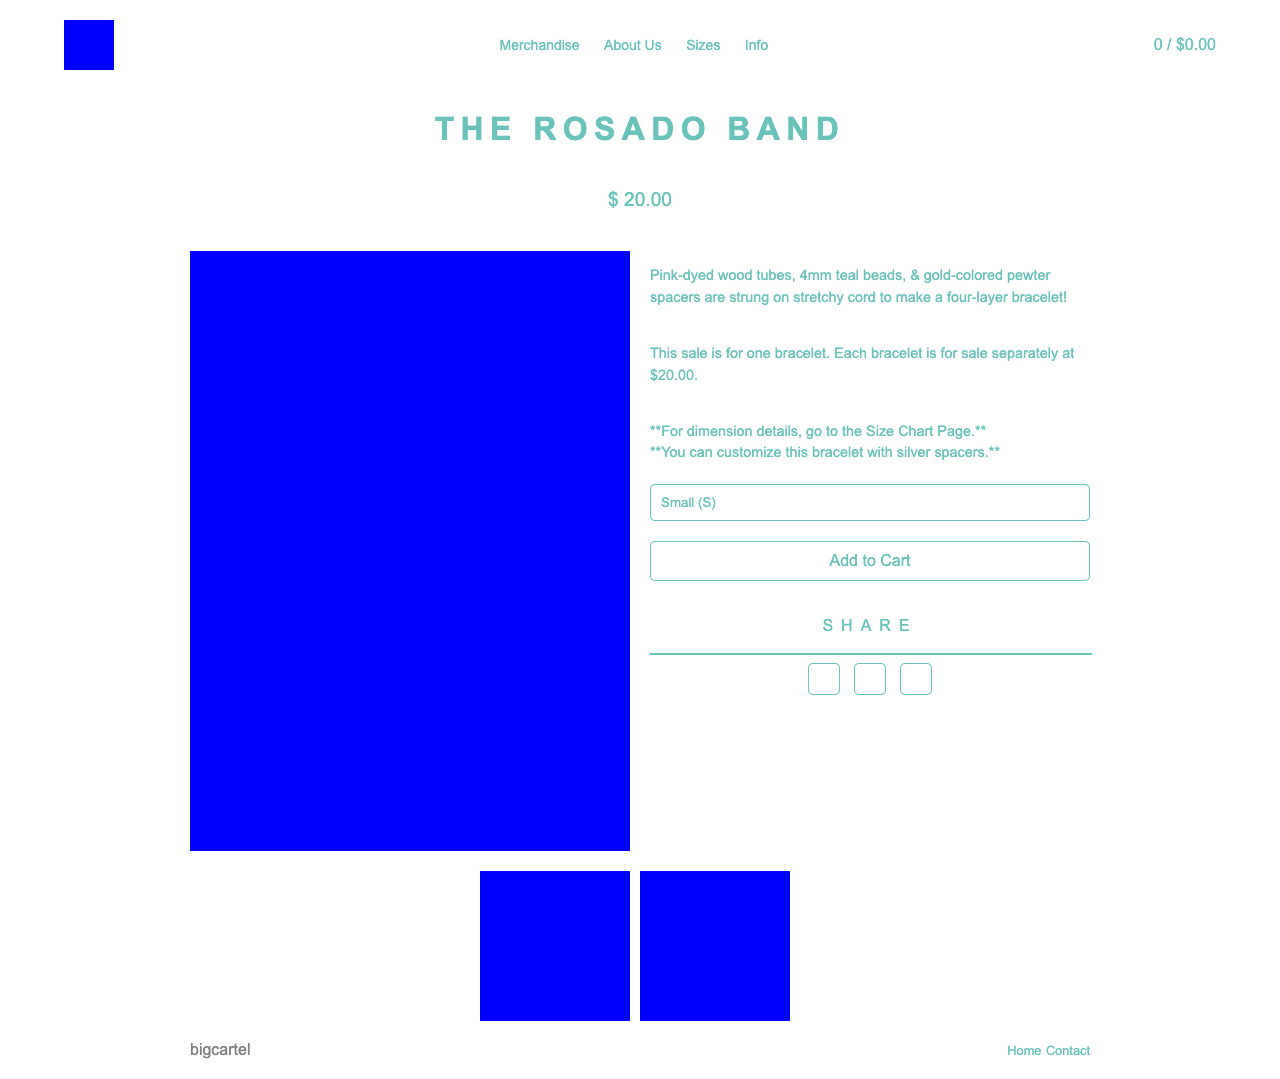 Merchandise About Us Sizes Info
0 / $0.00
THE ROSADO BAND
$ 20.00
Pink-dyed wood tubes, 4mm teal beads, & gold-colored pewter
spacers are strung on stretchy cord to make a four-layer bracelet!
This sale is for one bracelet. Each bracelet is for sale separately at
$20.00.
**For dimension details, go to the Size Chart Page.**
**You can customize this bracelet with silver spacers.**
Small (S)
Add to Cart
SHARE
bigcartel
Home Contact